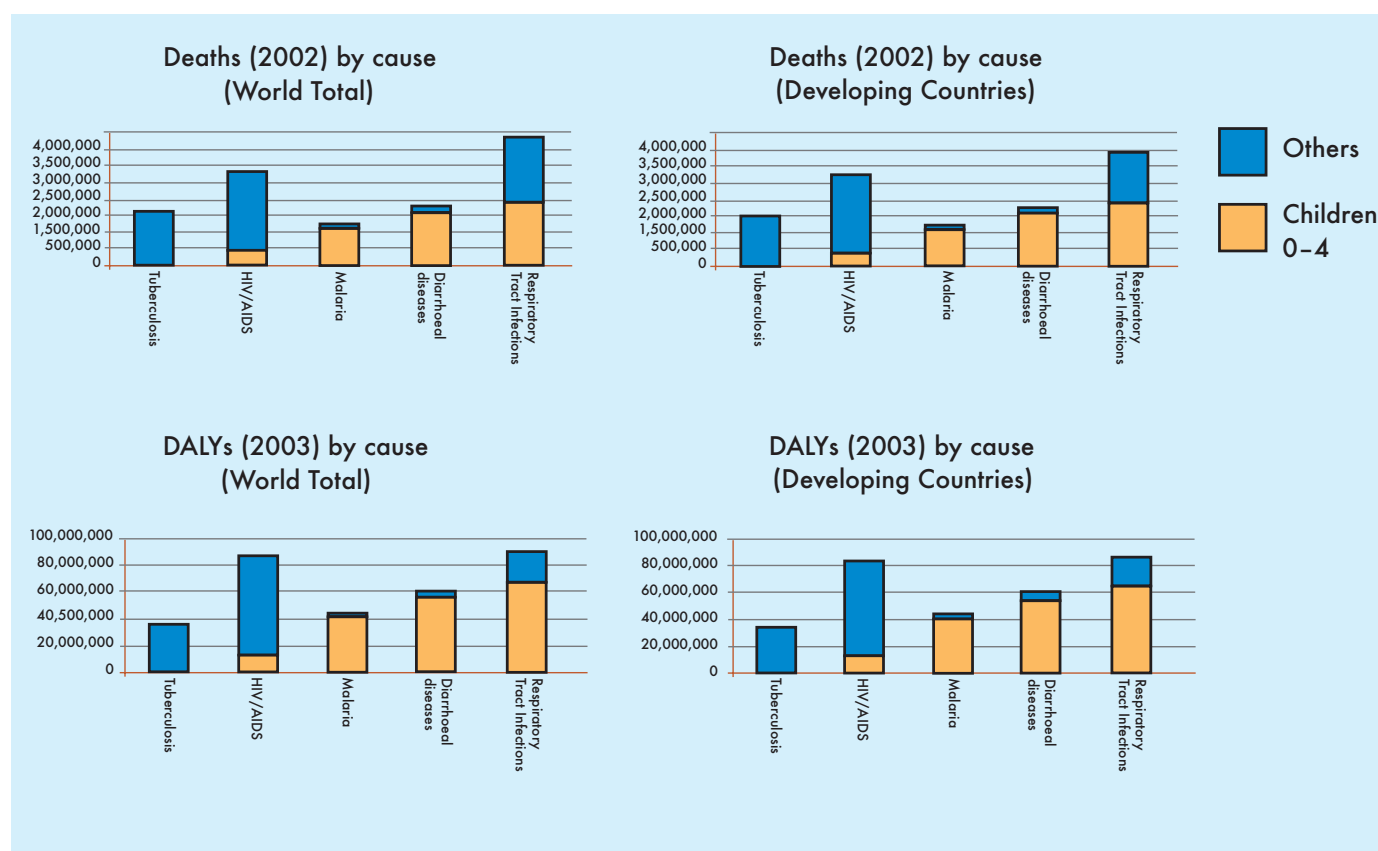 Deaths (2002) by cause
(World Total)
4,000,000
3,500,000
3,000,000
2,500,000
2,000,000
1,500,000
500,000
0
Tuberculosis
HIV/AIDS
Malaria
Diarrhoeal
diseases
Respiratory
Tract Infections
Deaths (2002) by cause
(Developing Countries)
4,000,000
3,500,000
3,000,000
2,500,000
2,000,000
1,500,000
500,000
0
Tuberculosis
HIV/AIDS
Malaria
Diarrhoeal
diseases
Respiratory
Tract Infections
Others
Children
0–4
DALYs (2003) by cause
(World Total)
100,000,000
80,000,000
60,000,000
40,500,000
20,000,000
0
Tuberculosis
HIV/AIDS
Malaria
Diarrhoeal
diseases
Respiratory
Tract Infections
DALYs (2003) by cause
(Developing Countries)
100,000,000
80,000,000
60,000,000
40,000,000
20,000,000
0
Tuberculosis
HIV/AIDS
Malaria
Diarrhoeal
diseases
Respiratory
Tract Infections